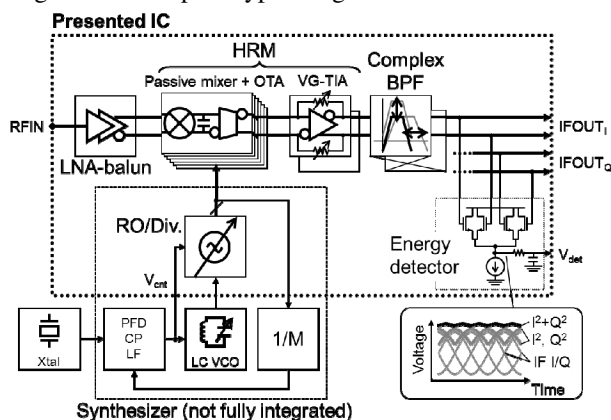 Presented IC
HRM
Passive mixer + OTA
VG-TIA
Complex
BPF
RFIN
LNA-balun
IFOUTI
IFOUTQ
RO/Div.
Energy
detector
Vdet
Vcnt
Xtal
PFD
CP
LF
LC VCO
1/M
Voltage
I²+Q²
I², Q²
IF I/Q
Time
Synthesizer (not fully integrated)